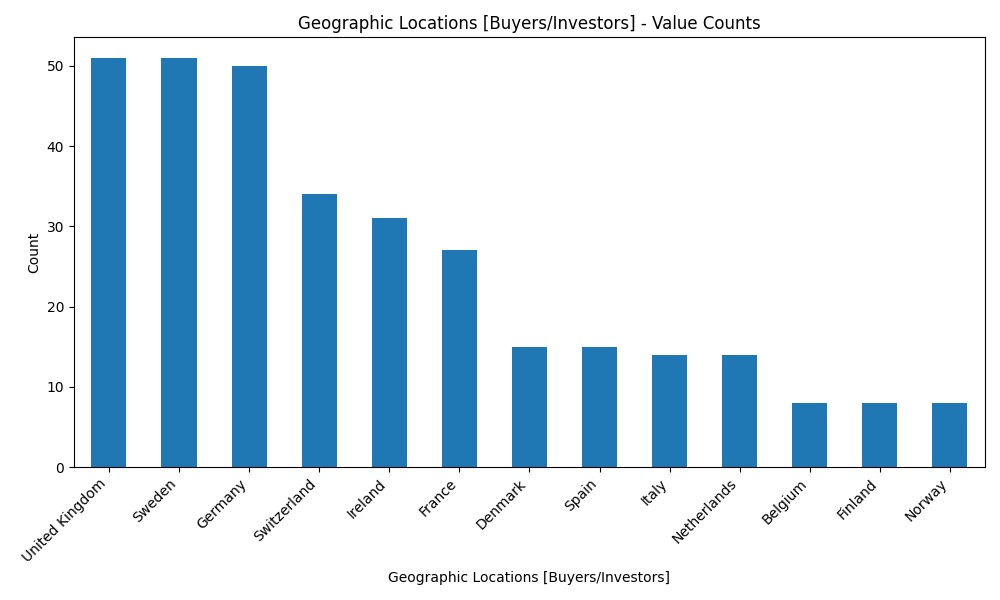 Geographic Locations [Buyers/Investors] - Value Counts
Count
50
40
30
20
10
0
United Kingdom
Sweden
Germany
Switzerland
Ireland
France
Denmark
Spain
Italy
Netherlands
Belgium
Finland
Norway
Geographic Locations [Buyers/Investors]